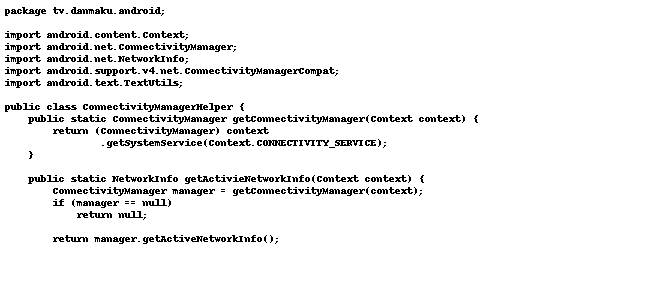 package tv.danmaku.android;

import android.content.Context;
import android.net.ConnectivityManager;
import android.net.NetworkInfo;
import android.support.v4.net.ConnectivityManagerCompat;
import android.text.TextUtils;

public class ConnectivityManagerHelper {
    public static ConnectivityManager getConnectivityManager(Context context) {
        return (ConnectivityManager) context
                .getSystemService(Context.CONNECTIVITY_SERVICE);
    }

    public static NetworkInfo getActivieNetworkInfo(Context context) {
        ConnectivityManager manager = getConnectivityManager(context);
        if (manager == null)
            return null;

        return manager.getActiveNetworkInfo();